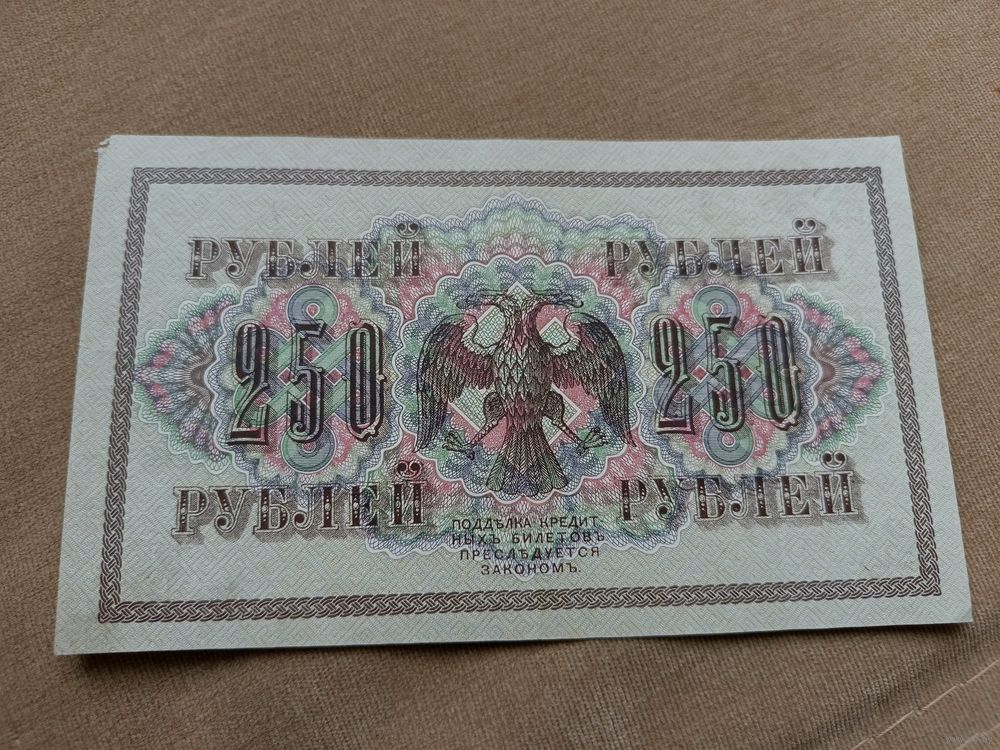 РУБЛЕЙ РУБЛЕЙ
250 250
РУБЛЕЙ РУБЛЕЙ
ПОДДѢЛКА КРЕДИТ
НЫХЪ БИЛЕТОВЪ
ПРЕСЛѢДУЕТСЯ
ЗАКОНОМЪ.